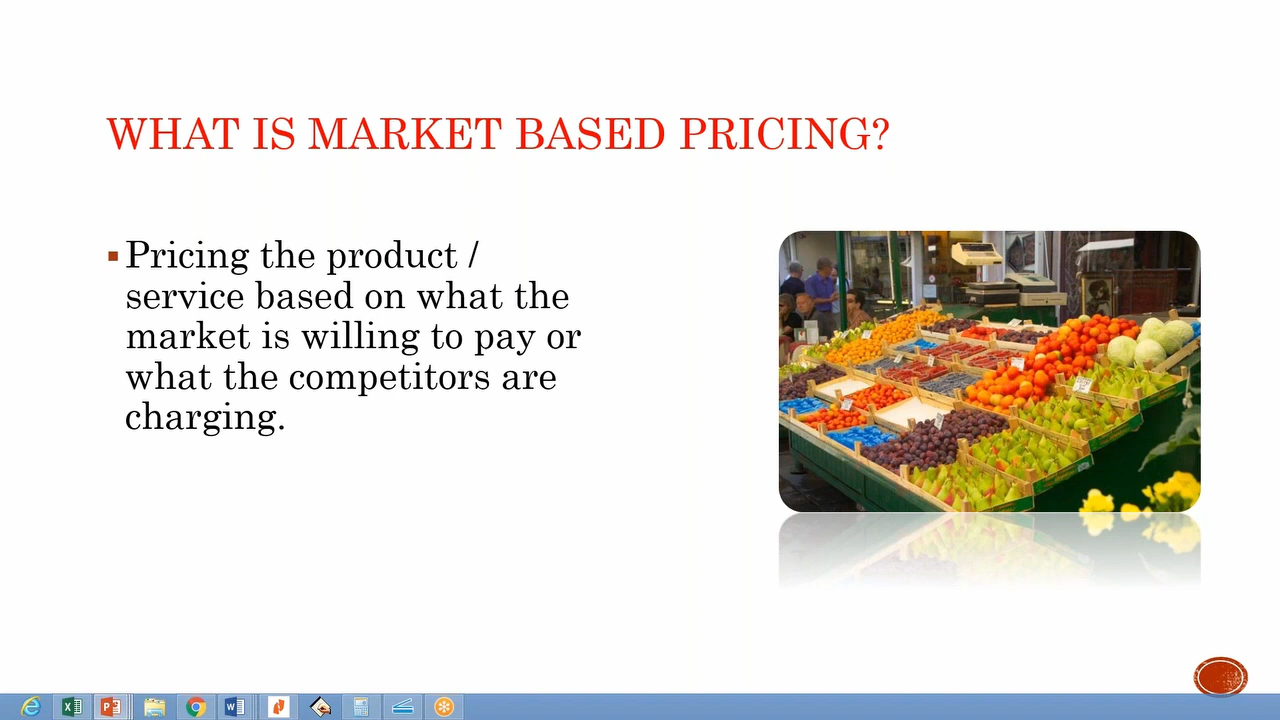 WHAT IS MARKET BASED PRICING?
Pricing the product /
service based on what the
market is willing to pay or
what the competitors are
charging.